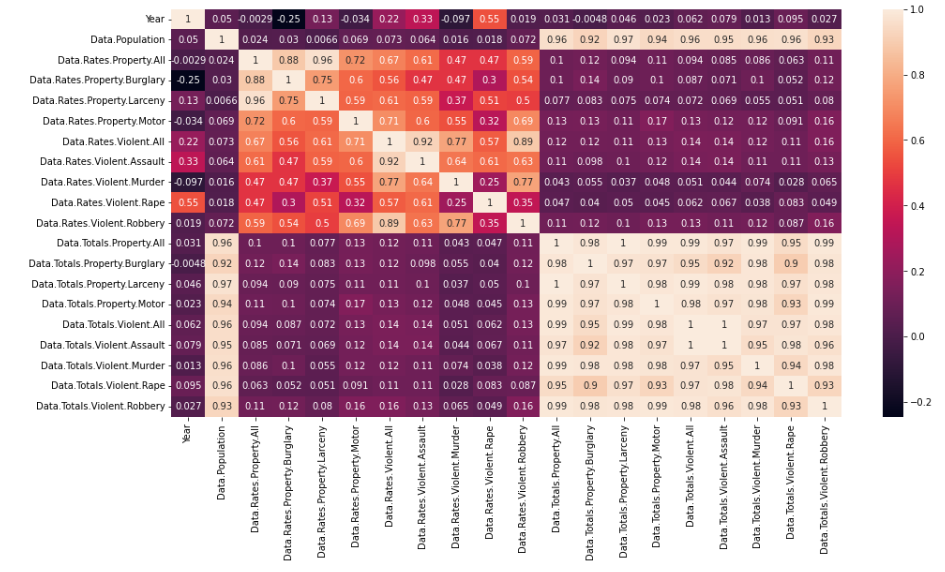 Year 1 0.05 -0.0029 -0.25 0.13 -0.034 0.22 0.33 -0.097 0.55 0.019 0.031 -0.0048 0.046 0.023 0.062 0.079 0.013 0.095 0.027
Data.Population 0.05 1 0.024 0.03 0.0066 0.069 0.073 0.064 0.016 0.018 0.072 0.96 0.92 0.97 0.94 0.96 0.95 0.96 0.96 0.93
Data.Rates.Property.All -0.0029 0.024 1 0.88 0.96 0.72 0.67 0.61 0.47 0.47 0.59 0.1 0.12 0.094 0.11 0.094 0.085 0.086 0.063 0.11
Data.Rates.Property.Burglary -0.25 0.03 0.88 1 0.75 0.6 0.56 0.47 0.47 0.3 0.54 0.1 0.14 0.09 0.1 0.087 0.071 0.1 0.052 0.12
Data.Rates.Property.Larceny 0.13 0.0066 0.96 0.75 1 0.59 0.61 0.59 0.37 0.51 0.5 0.077 0.083 0.075 0.074 0.072 0.069 0.055 0.051 0.08
Data.Rates.Property.Motor -0.034 0.069 0.72 0.6 0.59 1 0.71 0.6 0.55 0.32 0.69 0.13 0.13 0.11 0.17 0.13 0.12 0.12 0.091 0.16
Data.Rates.Violent.All 0.22 0.073 0.67 0.56 0.61 0.71 1 0.92 0.77 0.57 0.89 0.12 0.12 0.11 0.13 0.14 0.14 0.12 0.11 0.16
Data.Rates.Violent.Assault 0.33 0.064 0.61 0.47 0.59 0.6 0.92 1 0.64 0.61 0.63 0.11 0.098 0.1 0.12 0.14 0.14 0.11 0.11 0.13
Data.Rates.Violent.Murder -0.097 0.016 0.47 0.47 0.37 0.55 0.77 0.64 1 0.25 0.77 0.043 0.055 0.037 0.048 0.051 0.044 0.074 0.028 0.065
Data.Rates.Violent.Rape 0.55 0.018 0.47 0.3 0.51 0.32 0.57 0.61 0.25 1 0.35 0.047 0.04 0.05 0.045 0.062 0.067 0.038 0.083 0.049
Data.Rates.Violent.Robbery 0.019 0.072 0.59 0.54 0.5 0.69 0.89 0.63 0.77 0.35 1 0.11 0.12 0.1 0.13 0.13 0.11 0.12 0.087 0.16
Data.Totals.Property.All 0.031 0.96 0.1 0.1 0.077 0.13 0.12 0.11 0.043 0.047 0.11 1 0.98 1 0.99 0.99 0.97 0.99 0.95 0.99
Data.Totals.Property.Burglary -0.0048 0.92 0.12 0.14 0.083 0.13 0.12 0.098 0.055 0.04 0.12 0.98 1 0.97 0.97 0.95 0.92 0.98 0.9 0.98
Data.Totals.Property.Larceny 0.046 0.97 0.094 0.09 0.075 0.11 0.11 0.1 0.037 0.05 0.1 1 0.97 1 0.98 0.99 0.98 0.98 0.97 0.98
Data.Totals.Property.Motor 0.023 0.94 0.11 0.1 0.074 0.17 0.13 0.12 0.048 0.045 0.13 0.99 0.97 0.98 1 0.98 0.97 0.98 0.93 0.99
Data.Totals.Violent.All 0.062 0.96 0.094 0.087 0.072 0.13 0.14 0.14 0.051 0.062 0.13 0.99 0.95 0.99 0.98 1 1 0.97 0.97 0.98
Data.Totals.Violent.Assault 0.079 0.95 0.085 0.071 0.069 0.12 0.14 0.14 0.044 0.067 0.11 0.97 0.92 0.98 0.97 1 1 0.95 0.98 0.96
Data.Totals.Violent.Murder 0.013 0.96 0.086 0.1 0.055 0.12 0.12 0.11 0.074 0.038 0.12 0.99 0.98 0.98 0.98 0.97 0.95 1 0.94 0.98
Data.Totals.Violent.Rape 0.095 0.96 0.063 0.052 0.051 0.091 0.11 0.11 0.028 0.083 0.087 0.95 0.9 0.97 0.93 0.97 0.98 0.94 1 0.93
Data.Totals.Violent.Robbery 0.027 0.93 0.11 0.12 0.08 0.16 0.16 0.13 0.065 0.049 0.16 0.99 0.98 0.98 0.99 0.98 0.96 0.98 0.93 1
Year
Data.Population
Data.Rates.Property.All
Data.Rates.Property.Burglary
Data.Rates.Property.Larceny
Data.Rates.Property.Motor
Data.Rates.Violent.All
Data.Rates.Violent.Assault
Data.Rates.Violent.Murder
Data.Rates.Violent.Rape
Data.Rates.Violent.Robbery
Data.Totals.Property.All
Data.Totals.Property.Burglary
Data.Totals.Property.Larceny
Data.Totals.Property.Motor
Data.Totals.Violent.All
Data.Totals.Violent.Assault
Data.Totals.Violent.Murder
Data.Totals.Violent.Rape
Data.Totals.Violent.Robbery
1.0
0.8
0.6
0.4
0.2
0.0
−0.2